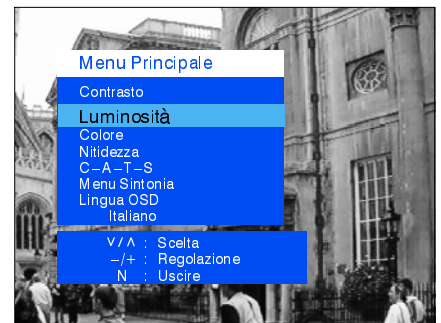 Menu Principale
Contrasto
Luminosità
Colore
Nitidezza
C–A–T–S
Menu Sintonia
Lingua OSD
Italiano
∨/∧ : Scelta
–/+ : Regolazione
N : Uscire